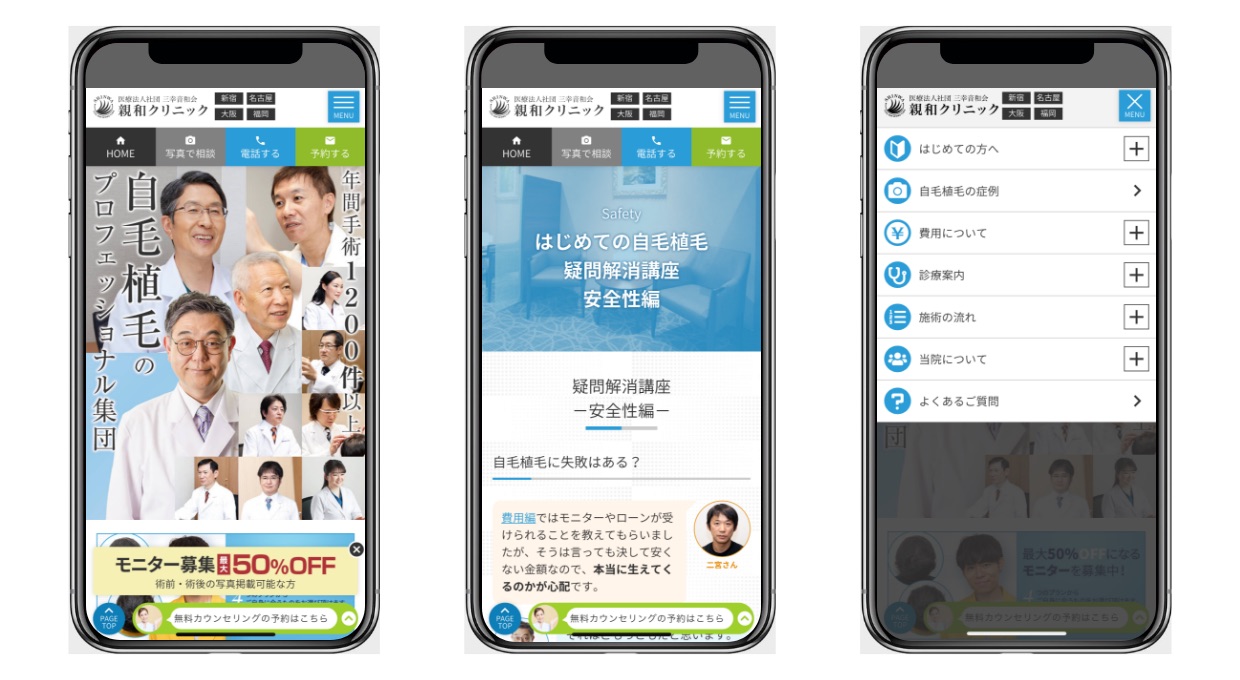 医療法人社団 三幸音和会
親和クリニック
新宿 名古屋
大阪 福岡
MENU
HOME
写真で相談
電話する
予約する
年間手術1200件以上
自毛植毛の
プロフェッショナル集団
モニター募集 最大50%OFF
術前・術後の写真掲載可能な方
PAGE
TOP
無料カウンセリングの予約はこちら
医療法人社団 三幸音和会
親和クリニック
新宿 名古屋
大阪 福岡
MENU
HOME
写真で相談
電話する
予約する
Safety
はじめての自毛植毛
疑問解消講座
安全性編
疑問解消講座
ー安全性編ー
自毛植毛に失敗はある？
費用編ではモニターやローンが受
けられることを教えてもらいまし
たが、そうは言っても決して安く
ない金額なので、本当に生えてく
るのかが心配です。
二宮さん
PAGE
TOP
無料カウンセリングの予約はこちら
それはごもっともだと思います。
医療法人社団 三幸音和会
親和クリニック
新宿 名古屋
大阪 福岡
MENU
はじめての方へ
自毛植毛の症例
費用について
診療案内
施術の流れ
当院について
よくあるご質問
団
最大50%OFFになる
モニターを募集中！
無料カウンセリングの予約はこちら